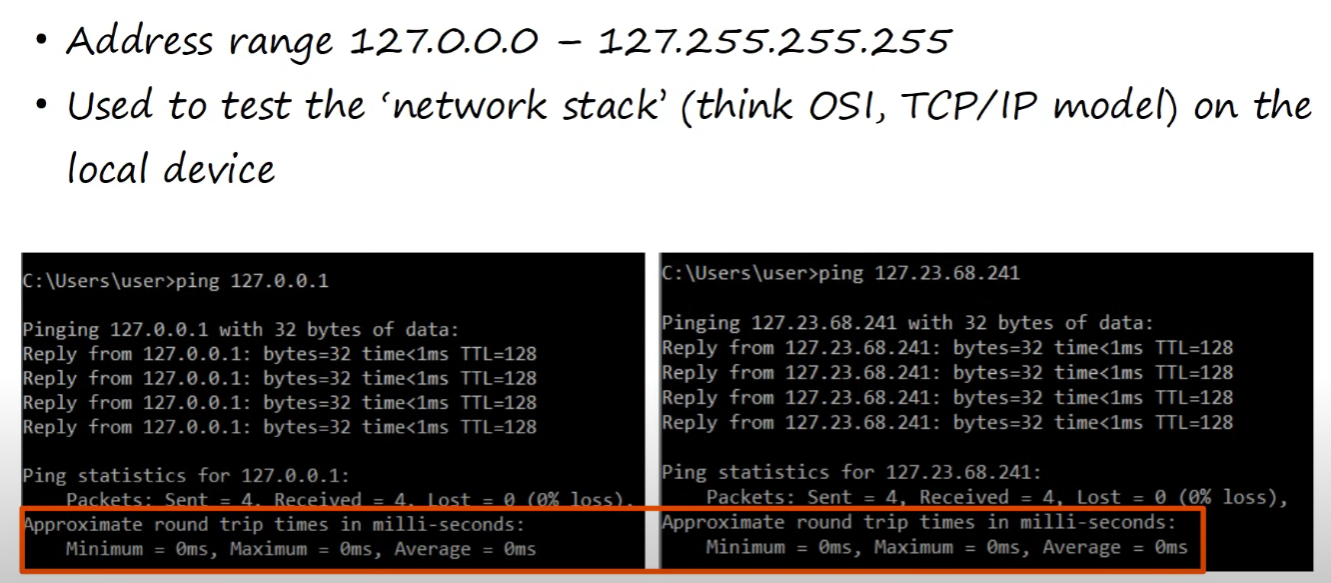 • Address range 127.0.0.0 – 127.255.255.255
• Used to test the ‘network stack’ (think OSI, TCP/IP model) on the
local device
C:\Users\user>ping 127.0.0.1
Pinging 127.0.0.1 with 32 bytes of data:
Reply from 127.0.0.1: bytes=32 time<1ms TTL=128
Reply from 127.0.0.1: bytes=32 time<1ms TTL=128
Reply from 127.0.0.1: bytes=32 time<1ms TTL=128
Reply from 127.0.0.1: bytes=32 time<1ms TTL=128
Ping statistics for 127.0.0.1:
Packets: Sent = 4, Received = 4, Lost = 0 (0% loss),
Approximate round trip times in milli-seconds:
Minimum = 0ms, Maximum = 0ms, Average = 0ms
C:\Users\user>ping 127.23.68.241
Pinging 127.23.68.241 with 32 bytes of data:
Reply from 127.23.68.241: bytes=32 time<1ms TTL=128
Reply from 127.23.68.241: bytes=32 time<1ms TTL=128
Reply from 127.23.68.241: bytes=32 time<1ms TTL=128
Reply from 127.23.68.241: bytes=32 time<1ms TTL=128
Ping statistics for 127.23.68.241:
Packets: Sent = 4, Received = 4, Lost = 0 (0% loss),
Approximate round trip times in milli-seconds:
Minimum = 0ms, Maximum = 0ms, Average = 0ms